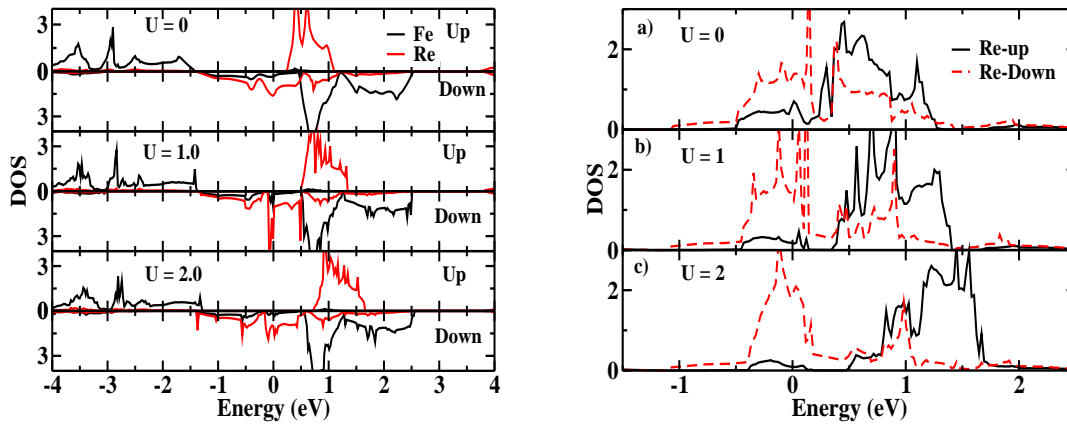 DOS
3
0
3
U = 0
Fe
Re
Up
Down
3
0
3
U = 1.0
Up
Down
3
0
3
U = 2.0
Up
Down
-4 -3 -2 -1 0 1 2 3 4
Energy (eV)
DOS
a)
U = 0
Re-up
Re-Down
2
0
b)
U = 1
2
0
c)
U = 2
2
0
-1 0 1 2
Energy (eV)